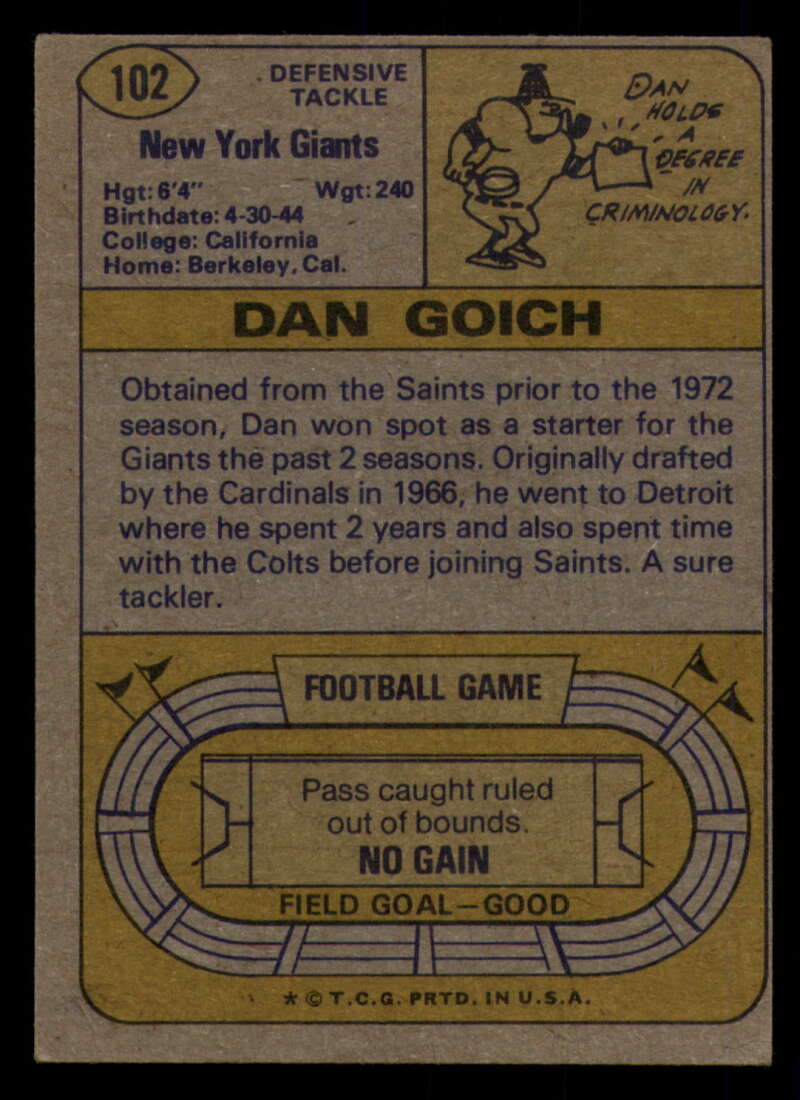 102
DEFENSIVE
TACKLE
New York Giants
Hgt: 6'4" Wgt: 240
Birthdate: 4-30-44
College: California
Home: Berkeley, Cal.
DAN
HOLDS
A
DEGREE
IN
CRIMINOLOGY.
DAN GOICH
Obtained from the Saints prior to the 1972
season, Dan won spot as a starter for the
Giants the past 2 seasons. Originally drafted
by the Cardinals in 1966, he went to Detroit
where he spent 2 years and also spent time
with the Colts before joining Saints. A sure
tackler.
FOOTBALL GAME
Pass caught ruled
out of bounds.
NO GAIN
FIELD GOAL—GOOD
* © T.C.G. PRTD. IN U.S.A.